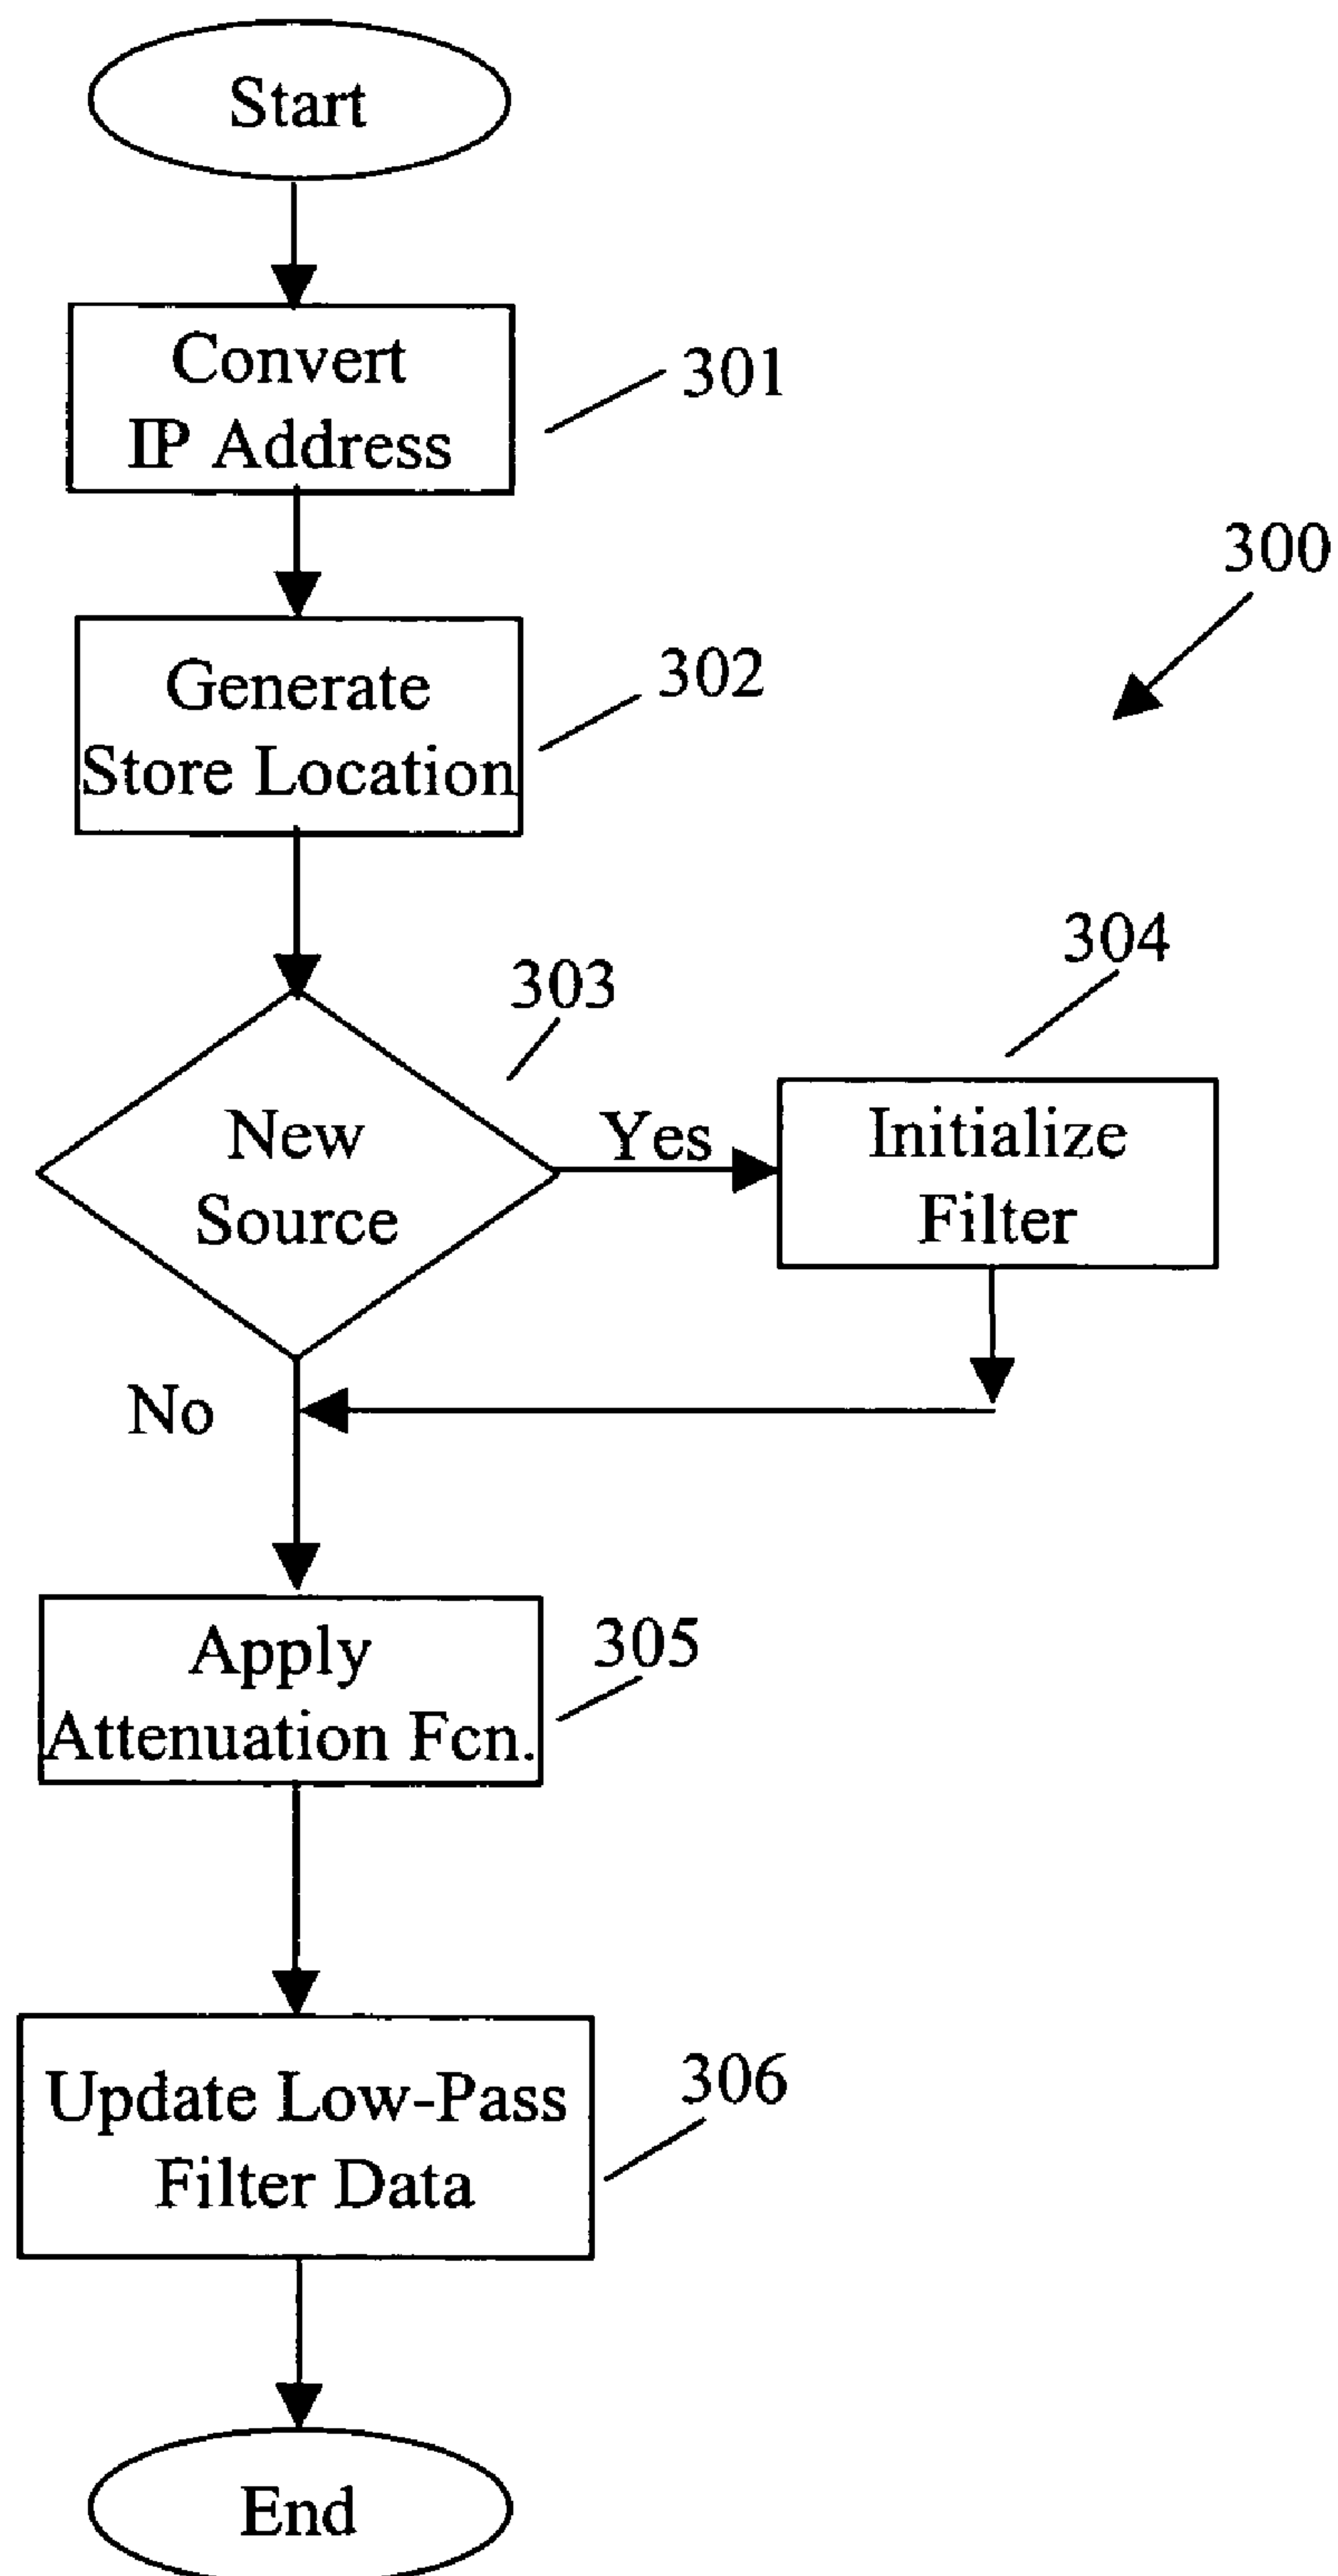 Start
Convert
IP Address
301
300
Generate
Store Location
302
303
304
New
Source
Yes
Initialize
Filter
No
Apply
Attenuation Fcn.
305
Update Low-Pass
Filter Data
306
End